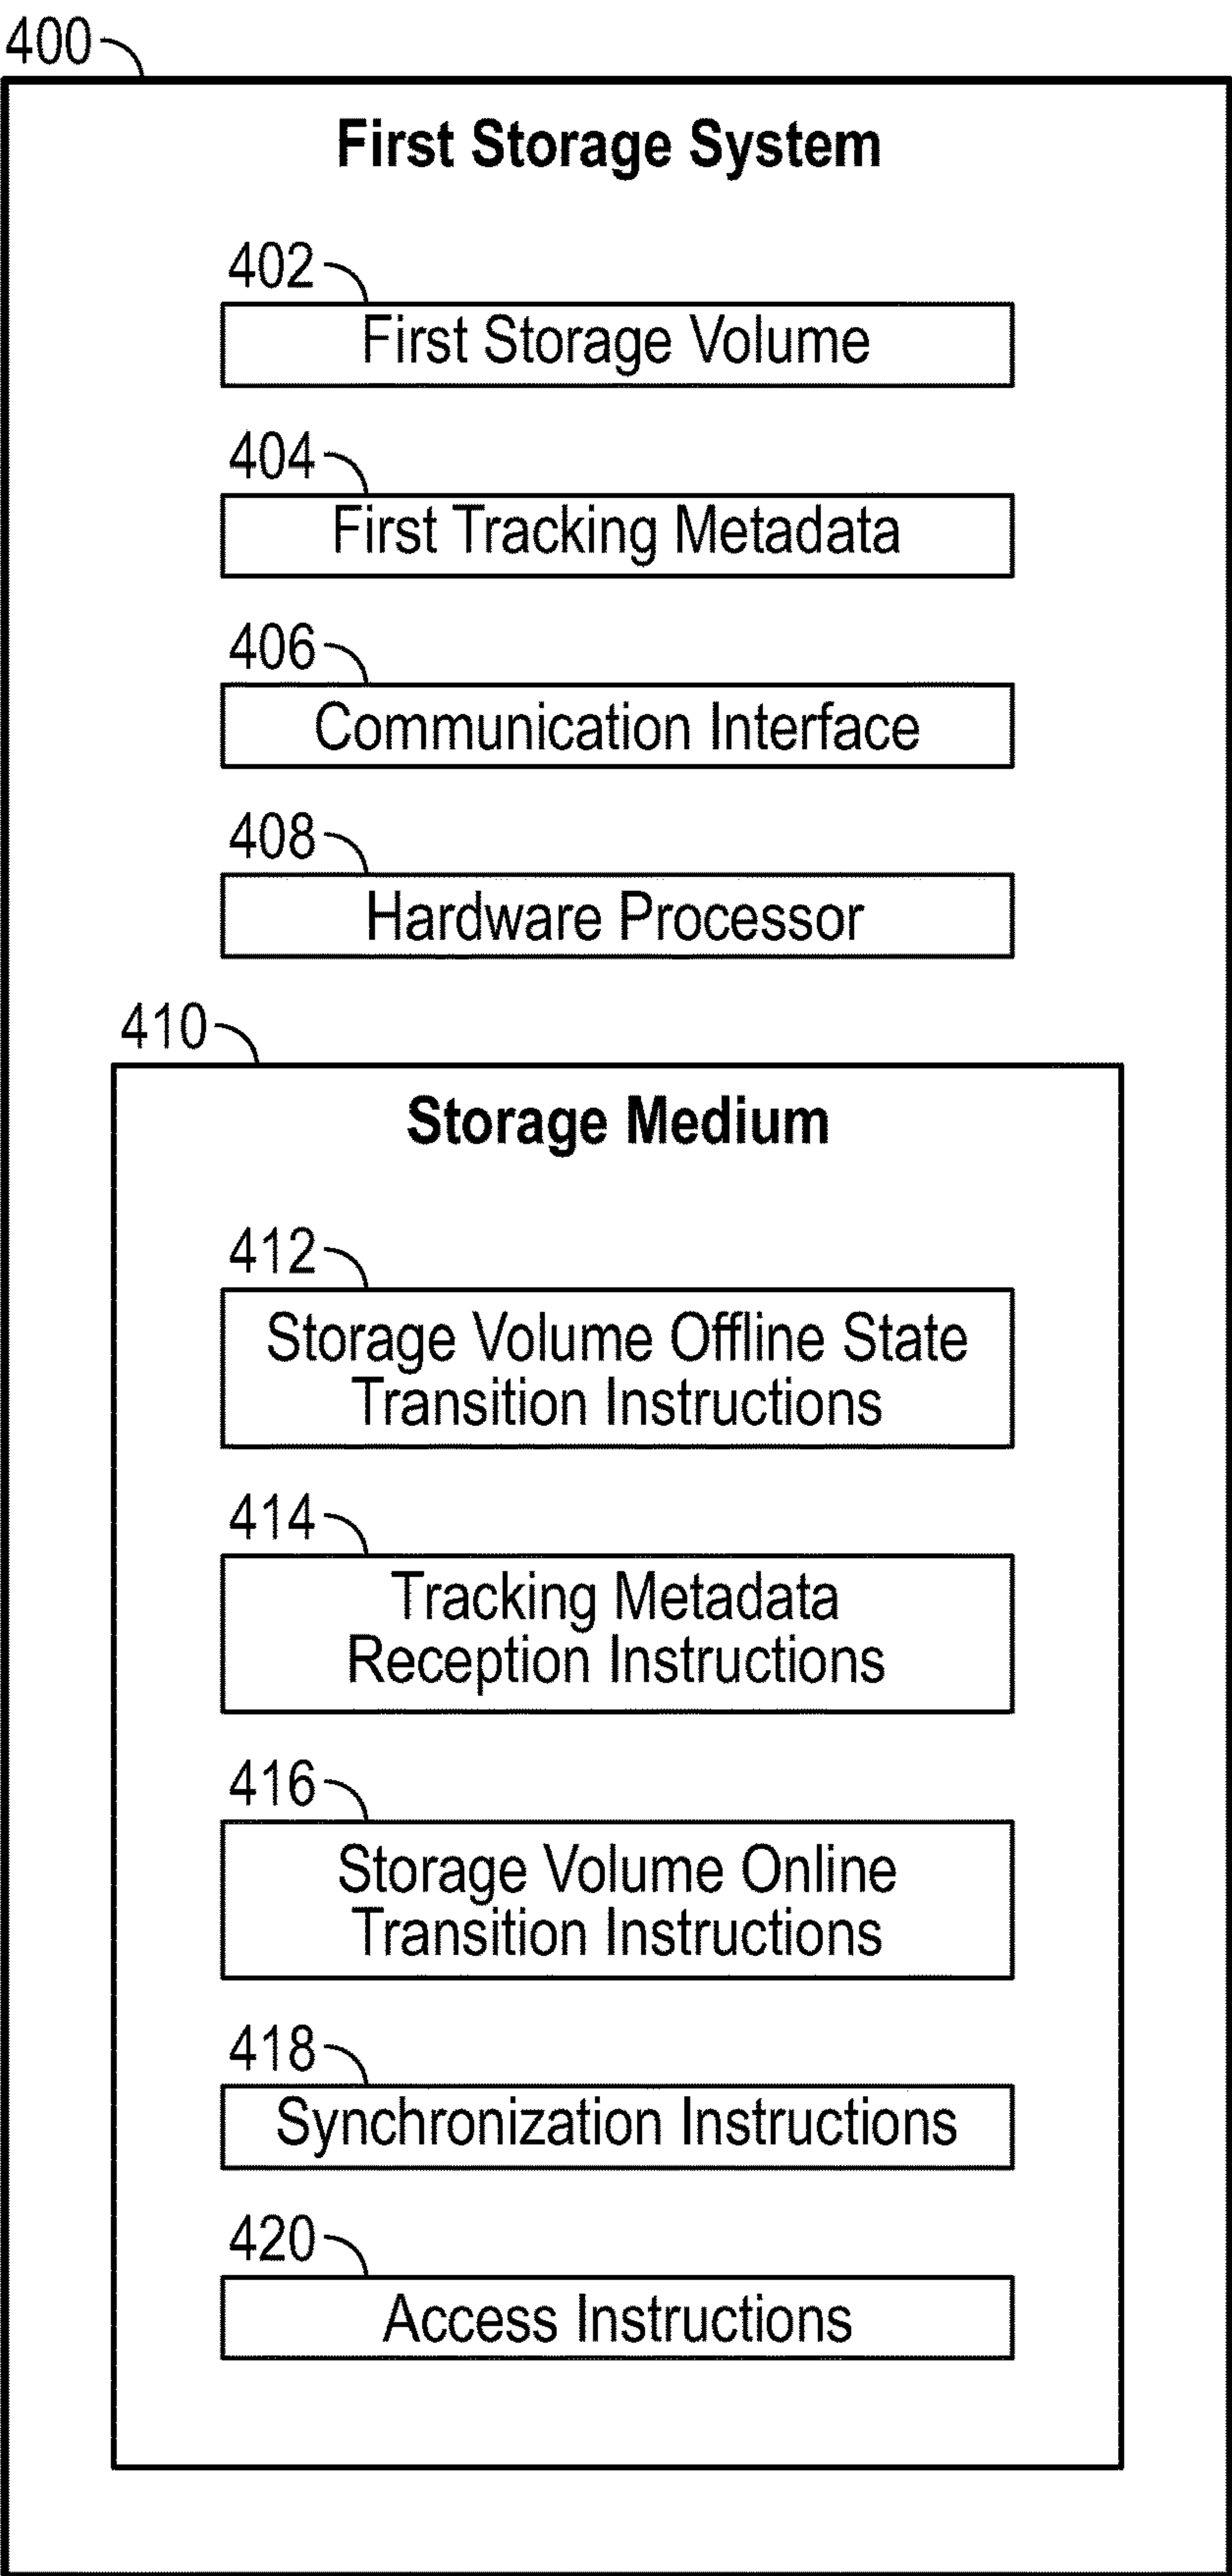 400
First Storage System
402
First Storage Volume
404
First Tracking Metadata
406
Communication Interface
408
Hardware Processor
410
Storage Medium
412
Storage Volume Offline State
Transition Instructions
414
Tracking Metadata
Reception Instructions
416
Storage Volume Online
Transition Instructions
418
Synchronization Instructions
420
Access Instructions